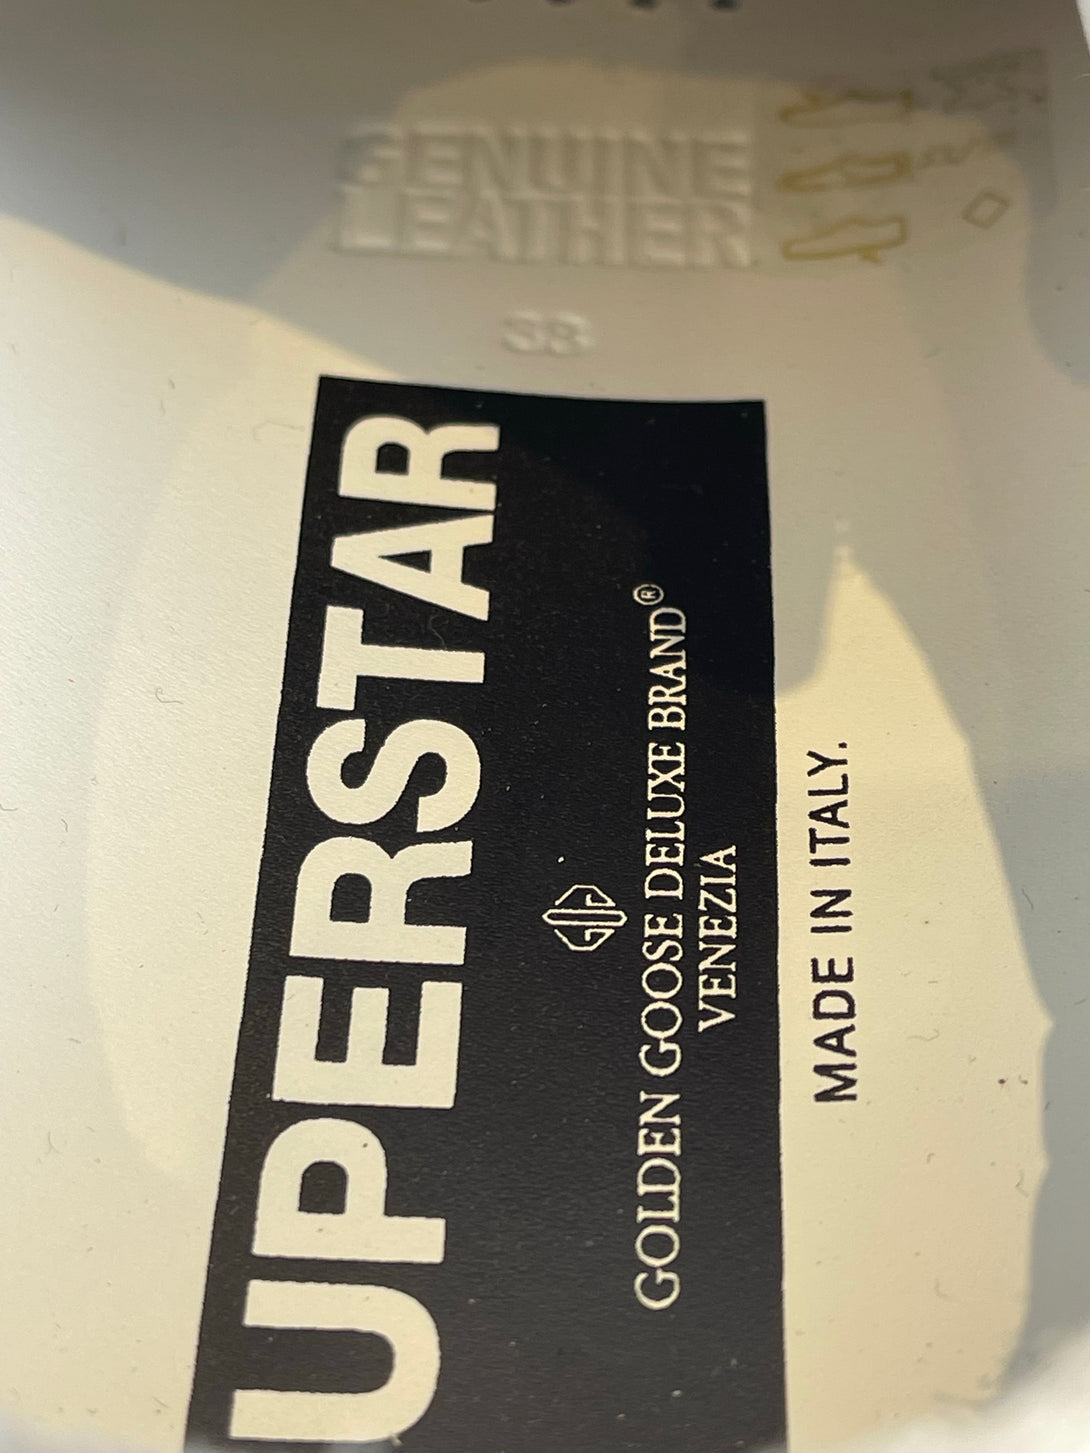 GENUINE
LEATHER
38
UPERSTAR
GOLDEN GOOSE DELUXE BRAND®
VENEZIA
MADE IN ITALY.